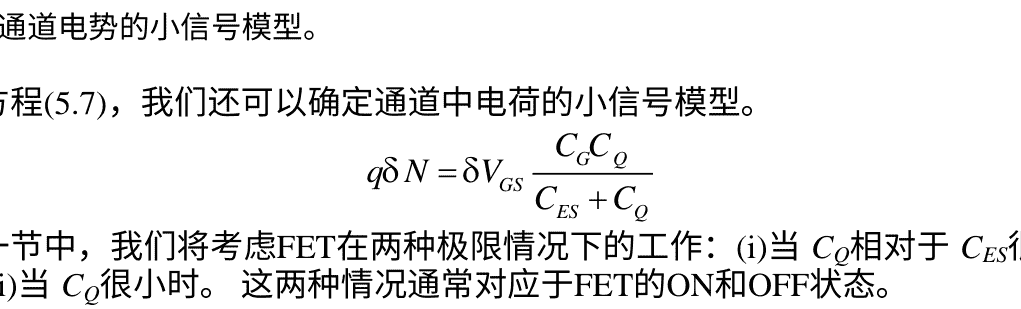 通道电势的小信号模型。
方程(5.7)，我们还可以确定通道中电荷的小信号模型。
qδN = δV_GS C_G C_Q / (C_ES + C_Q)
一节中，我们将考虑FET在两种极限情况下的工作：(i)当 C_Q相对于 C_ES很
i)当 C_Q很小时。 这两种情况通常对应于FET的ON和OFF状态。